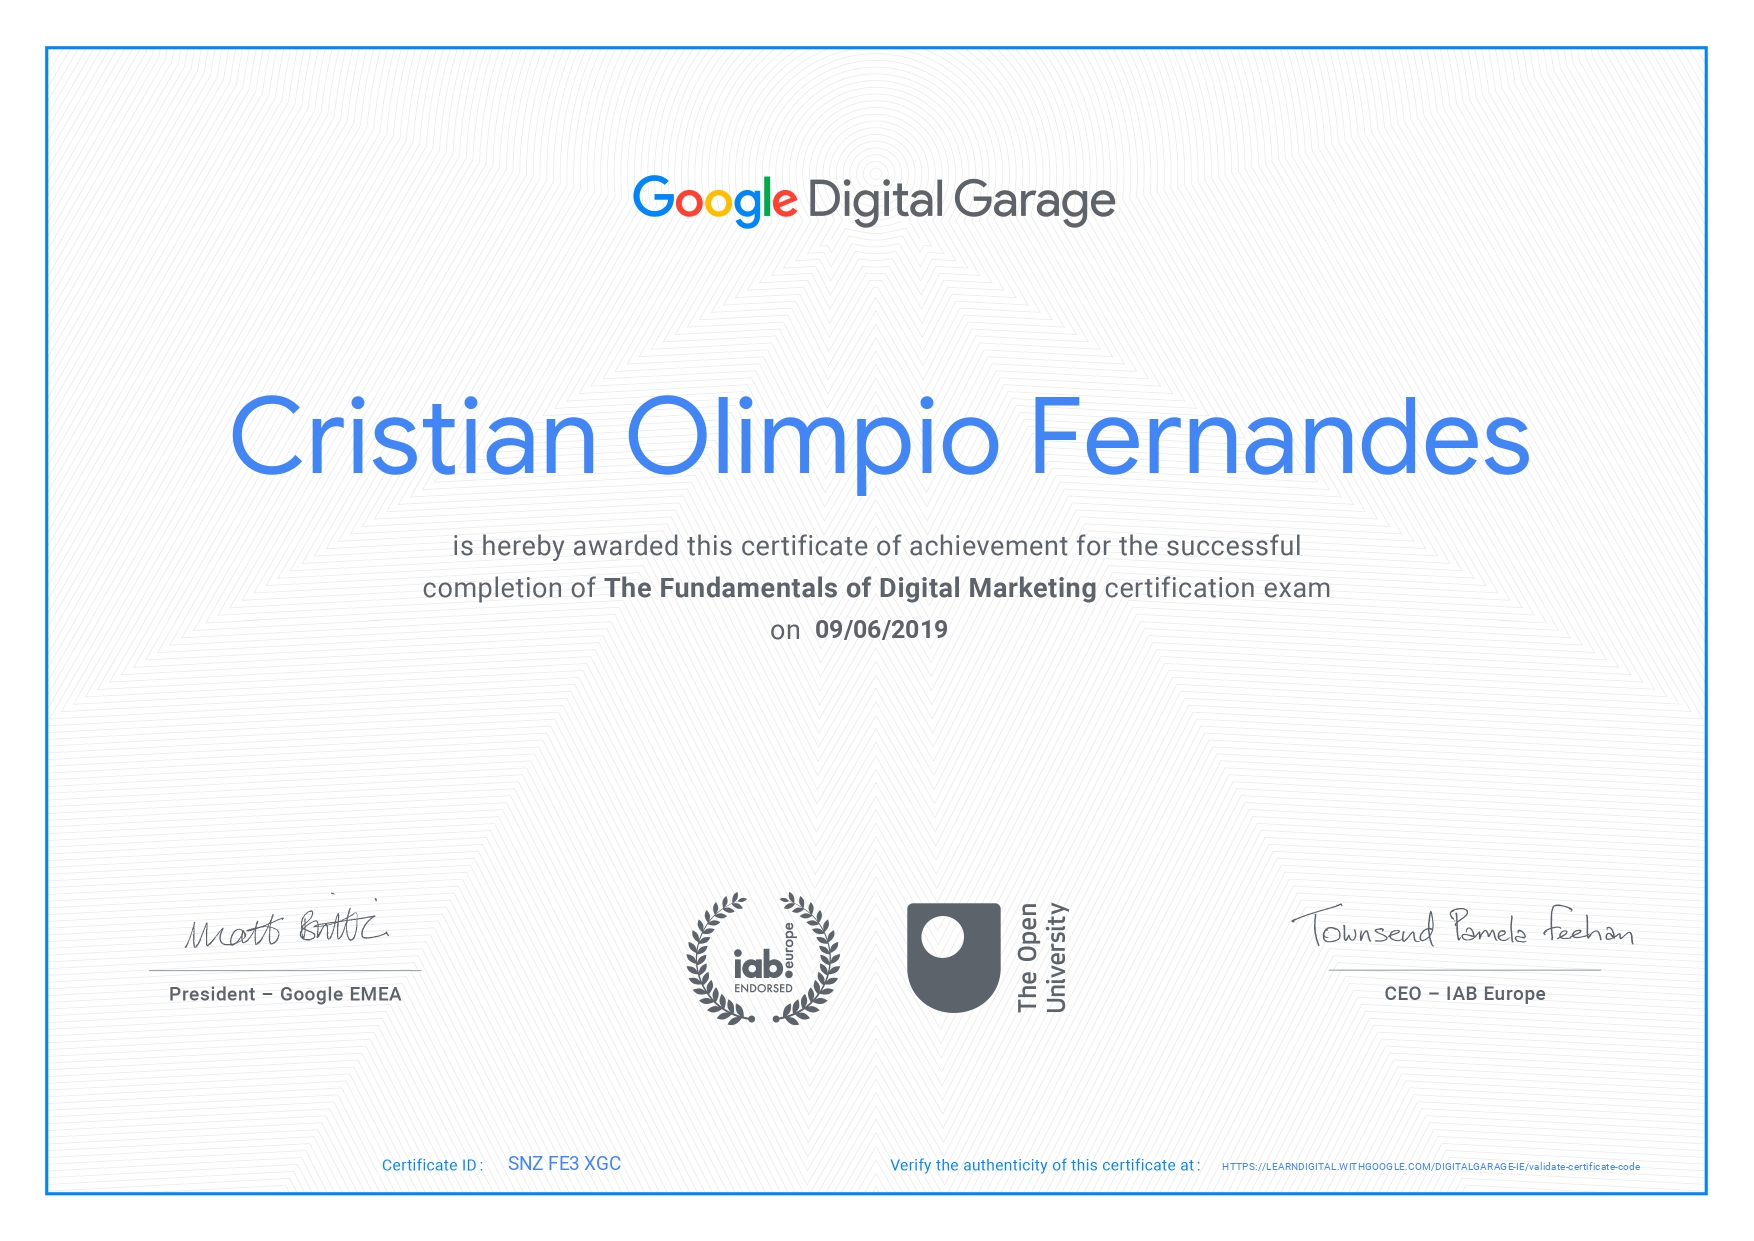 Google Digital Garage
Cristian Olimpio Fernandes
is hereby awarded this certificate of achievement for the successful
completion of The Fundamentals of Digital Marketing certification exam
on 09/06/2019
Matt Brittin
President – Google EMEA
iab. europe
ENDORSED
The Open
University
Townsend Pamela Feehan
CEO – IAB Europe
Certificate ID : SNZ FE3 XGC
Verify the authenticity of this certificate at : HTTPS://LEARNDIGITAL.WITHGOOGLE.COM/DIGITALGARAGE-IE/validate-certificate-code